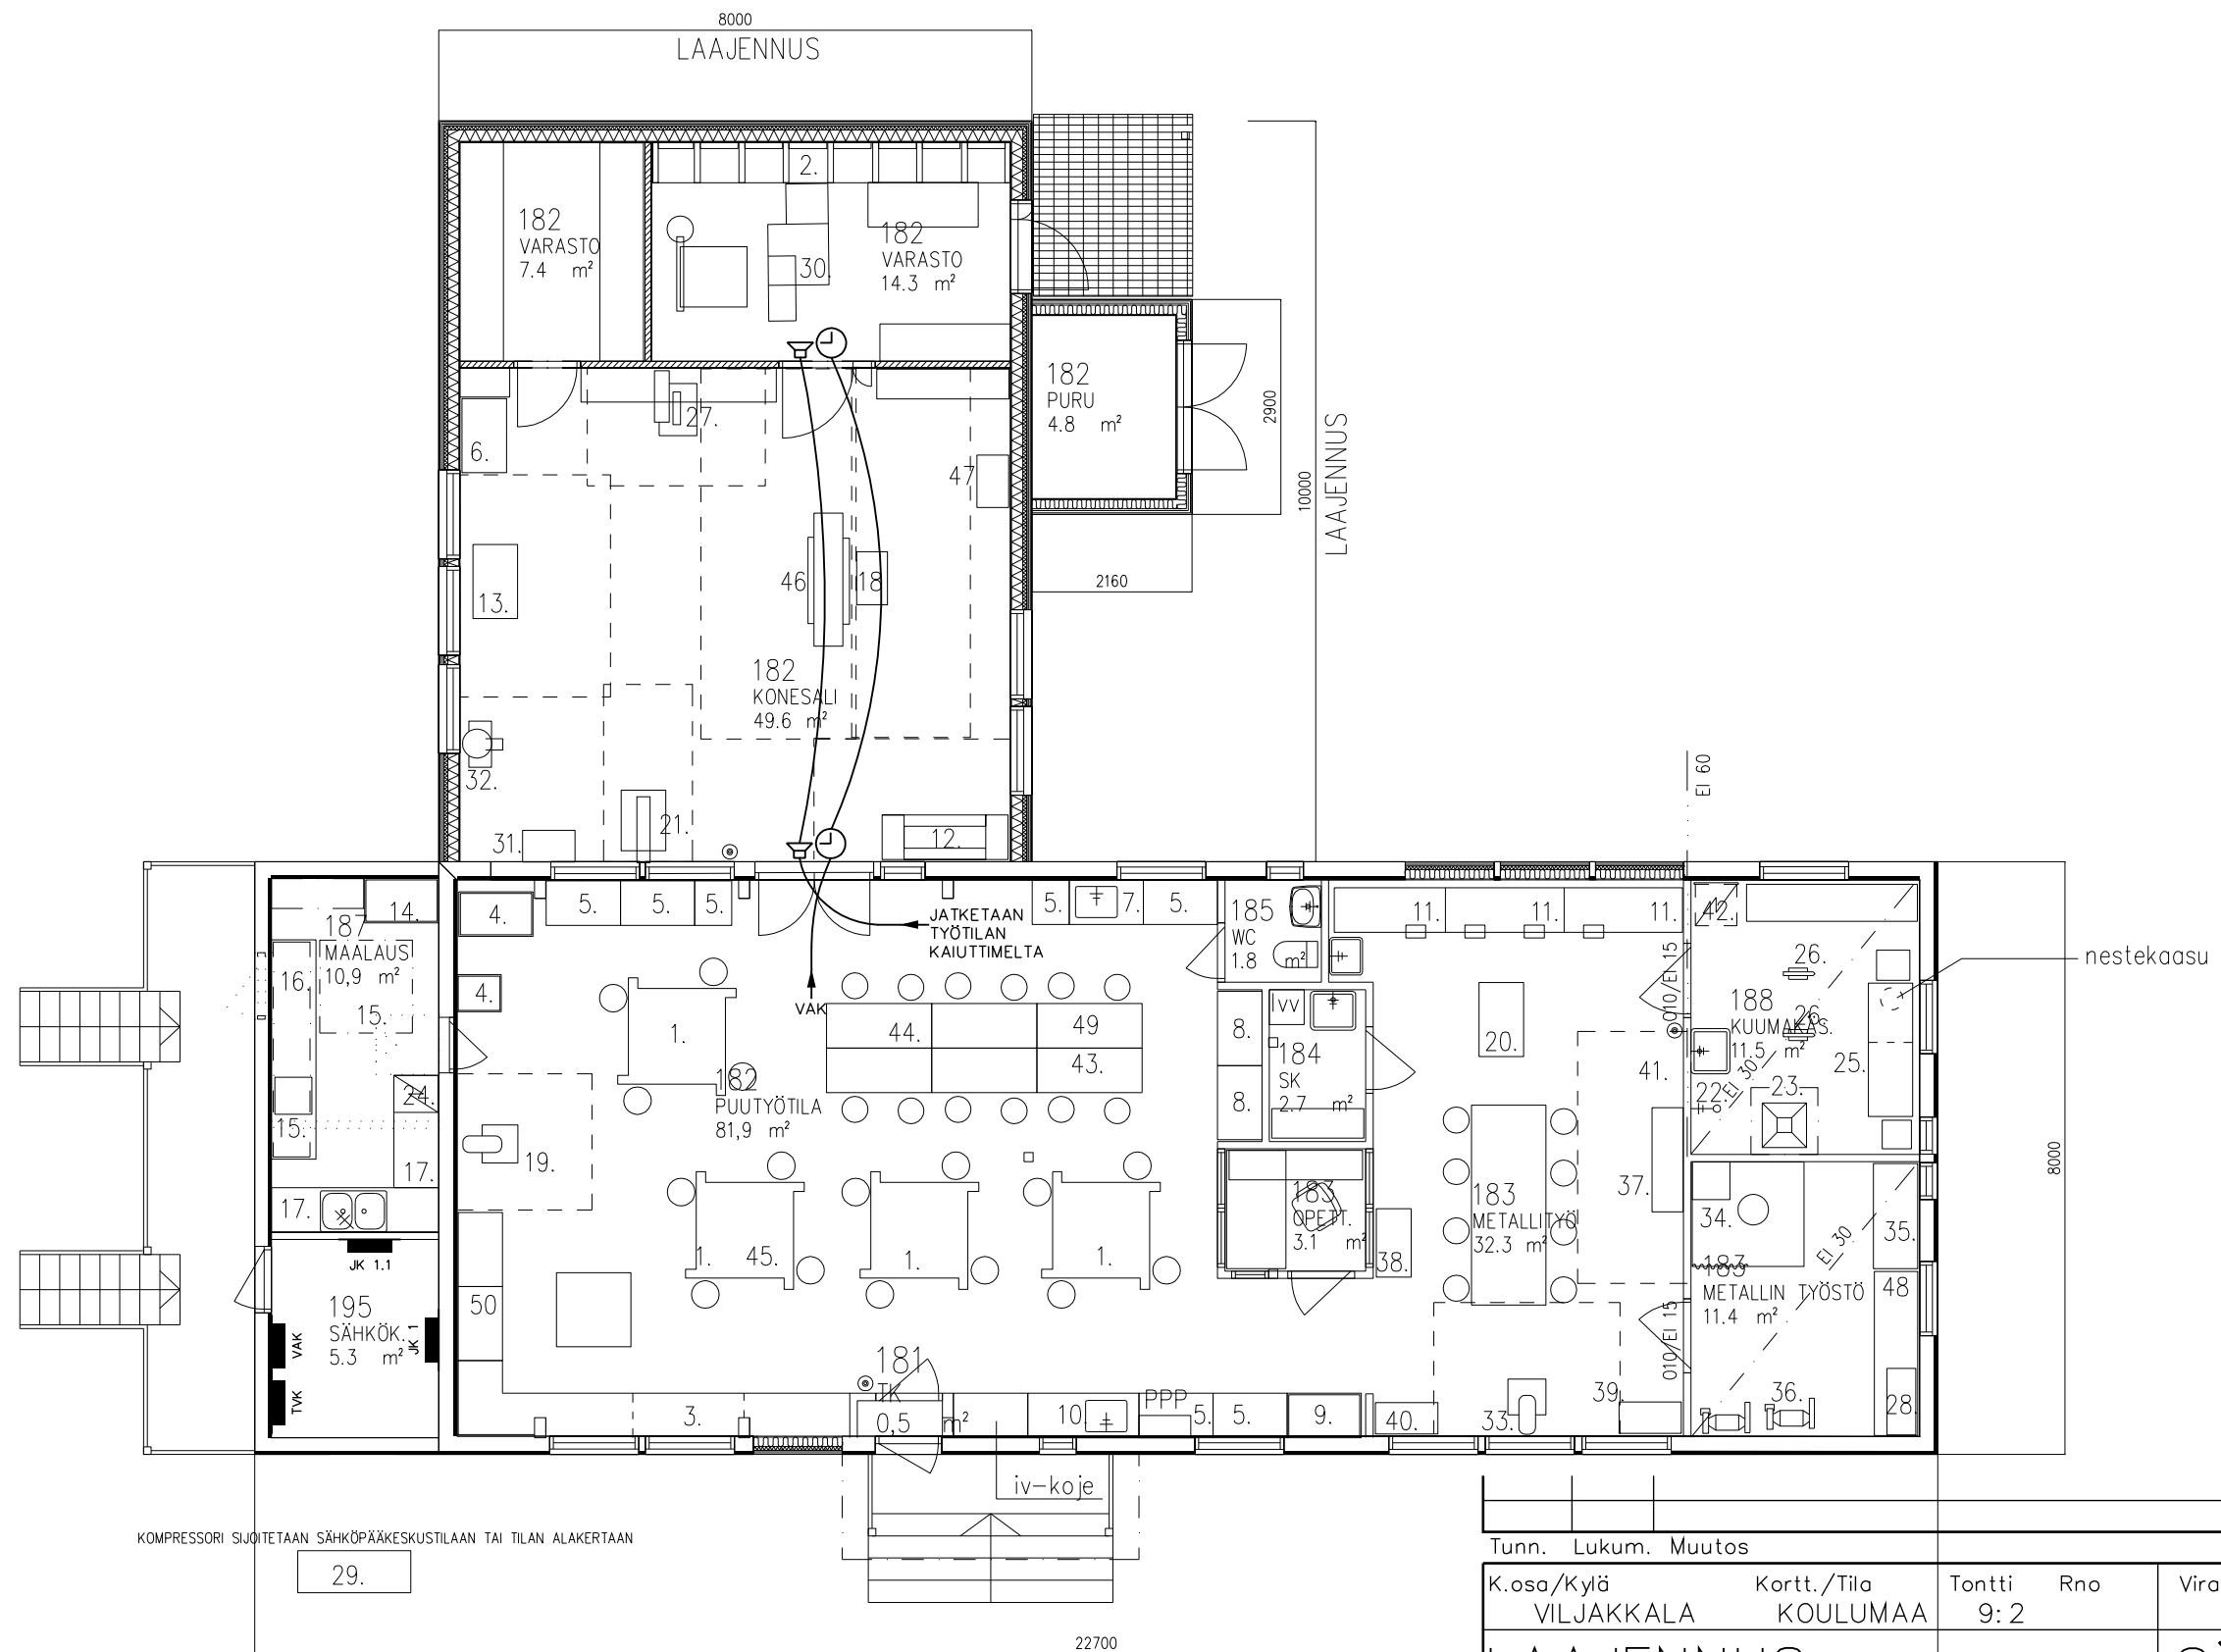 8000
LAAJENNUS
2.
182
VARASTO
7.4 m²
182
VARASTO
14.3 m²
30.
182
PURU
4.8 m²
2900
10000
LAAJENNUS
2160
27.
6.
47
13.
46
18
182
KONESALI
49.6 m²
32.
31.
21.
12.
EI 60
14.
187
MAALAUS
10,9 m²
16.
15.
15.
24.
17.
17.
4.
4.
5.
5.
5.
5.
7.
5.
JATKETAAN
TYÖTILAN
KAIUTTIMELTA
VAK
185
WC
1.8 m²
11.
11.
11.
42.
O10/EI 15
26.
nestekaasu
188
KUUMAKÄS.
11.5 m²
26.
25.
22.
EI 30
23.
1.
182
PUUTYÖTILA
81,9 m²
44.
49
43.
8.
8.
IVV
184
SK
2.7 m²
20.
41.
37.
19.
1.
45.
1.
1.
183
OPETT.
3.1 m²
38.
183
METALLITYÖ
32.3 m²
34.
35.
EI 30
183
METALLIN TYÖSTÖ
11.4 m²
48
O10/EI 15
36.
28.
8000
JK 1.1
195
SÄHKÖK.
5.3 m²
VAK
JK 1
TVK
50
3.
181
TK
0,5 m²
10.
PPP
5.
5.
9.
40.
33.
39.
iv-koje
KOMPRESSORI SIJOITETAAN SÄHKÖPÄÄKESKUSTILAAN TAI TILAN ALAKERTAAN
29.
22700
Tunn. Lukum. Muutos
K.osa/Kylä Kortt./Tila Tontti Rno Vira
VILJAKKALA KOULUMAA 9:2
LAAJENNUS